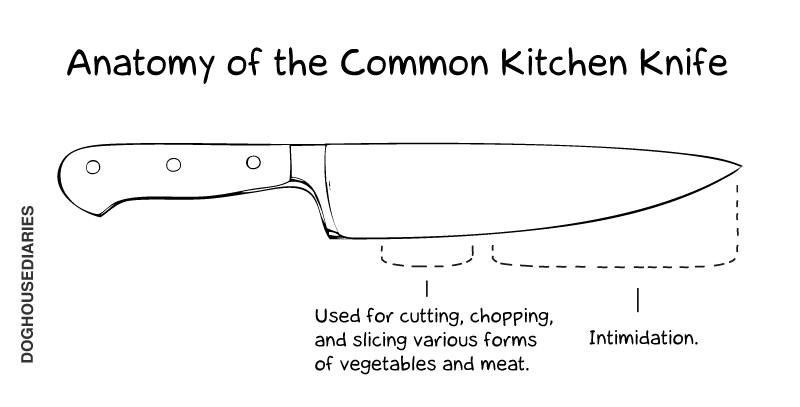 Anatomy of the Common Kitchen Knife
DOGHOUSEDIARIES
Used for cutting, chopping,
and slicing various forms
of vegetables and meat.
Intimidation.